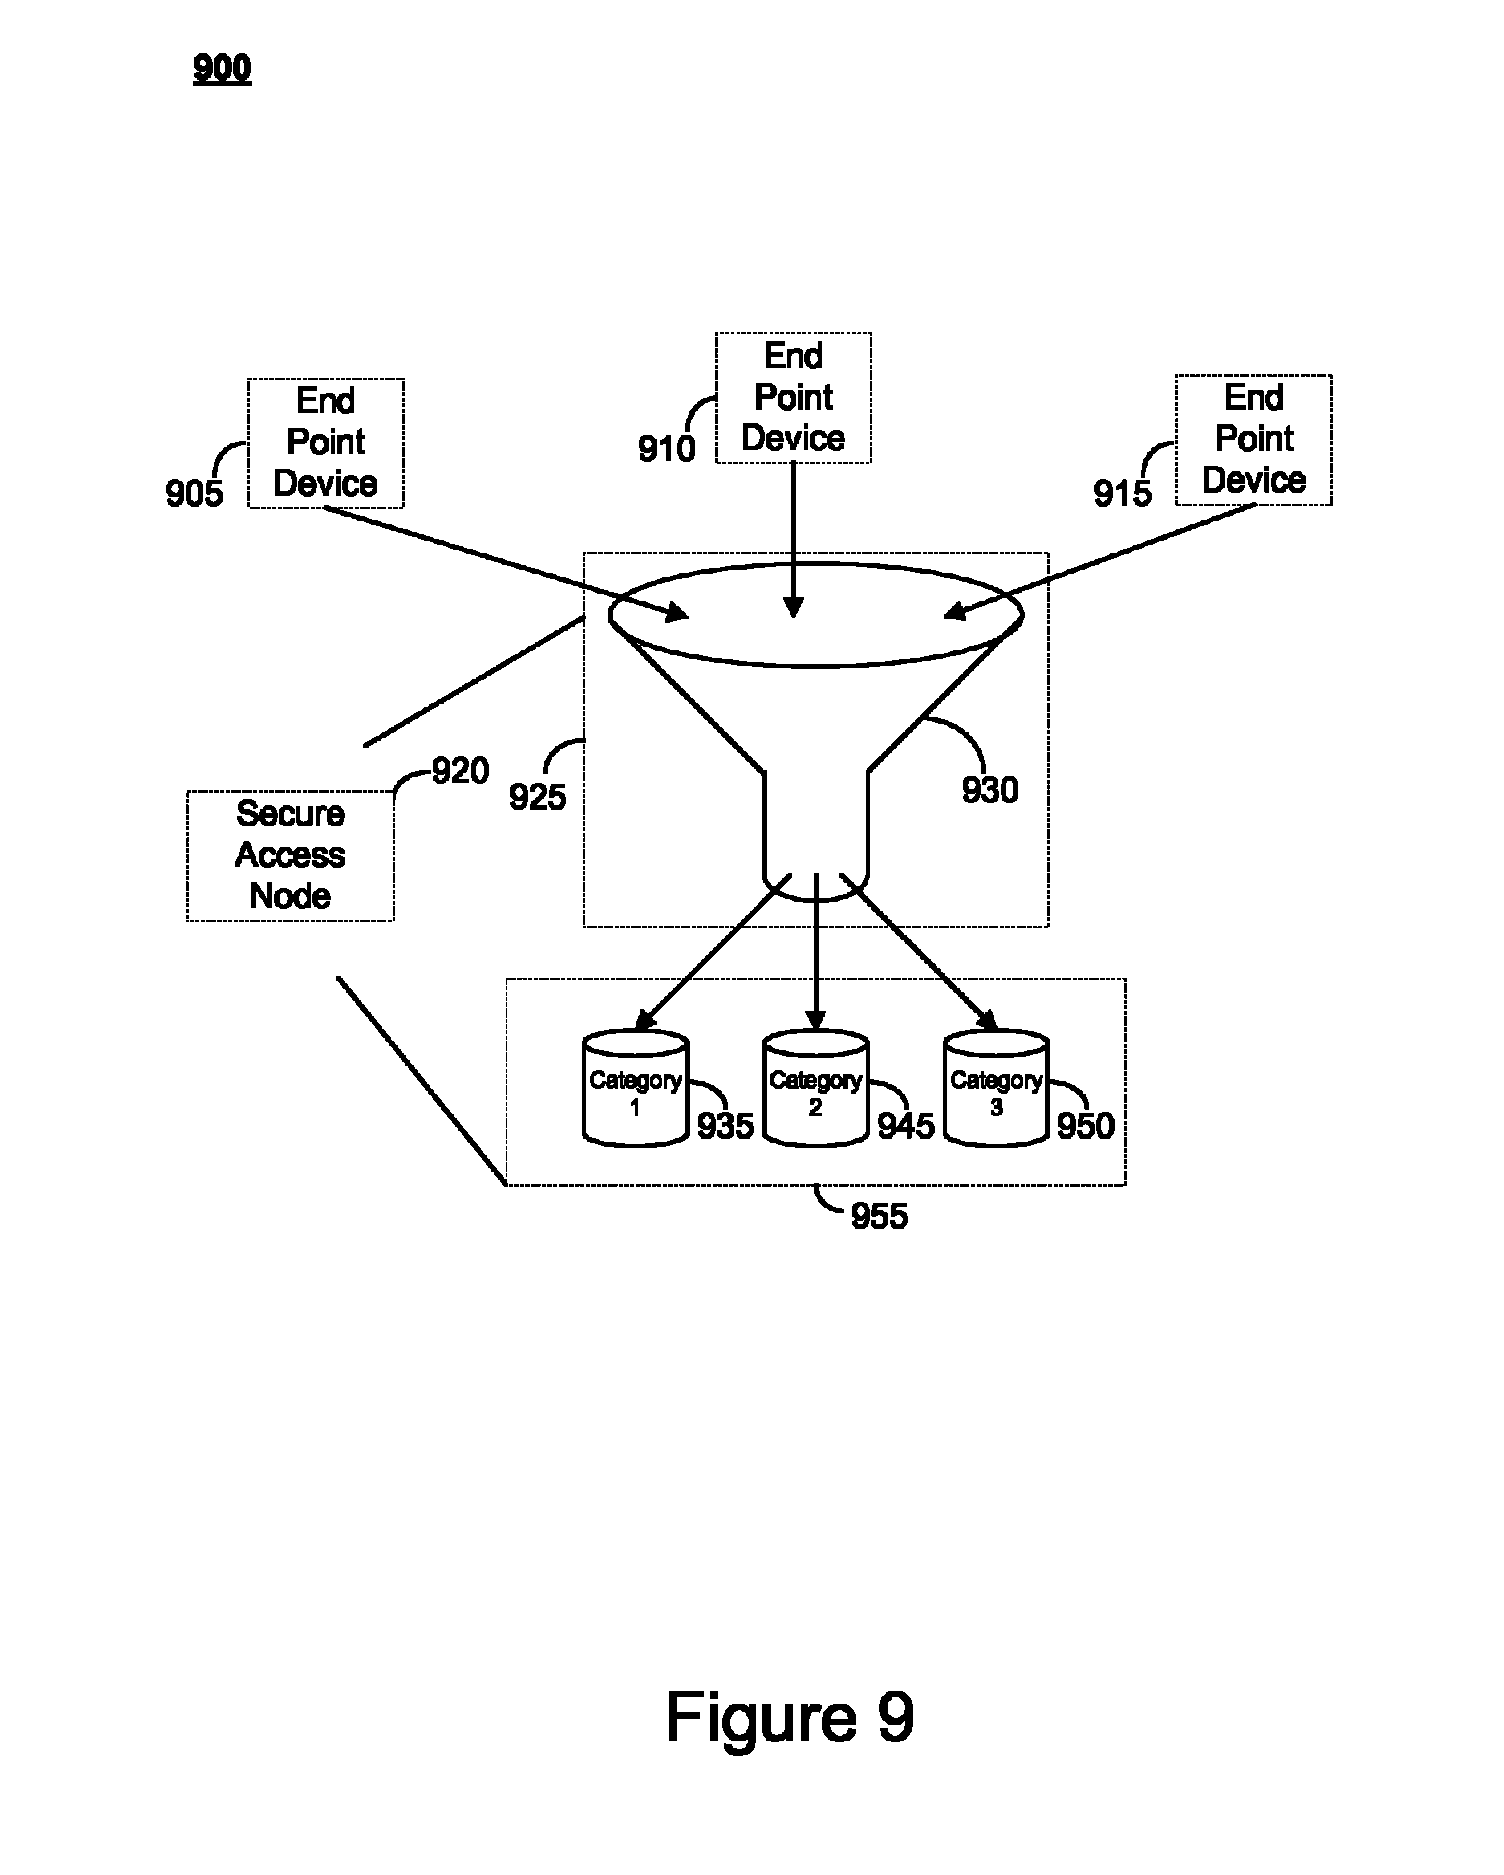 900
End
Point
Device
910
End
Point
Device
905
End
Point
Device
915
925
930
920
Secure
Access
Node
Category
1
935
Category
2
945
Category
3
950
955
Figure 9